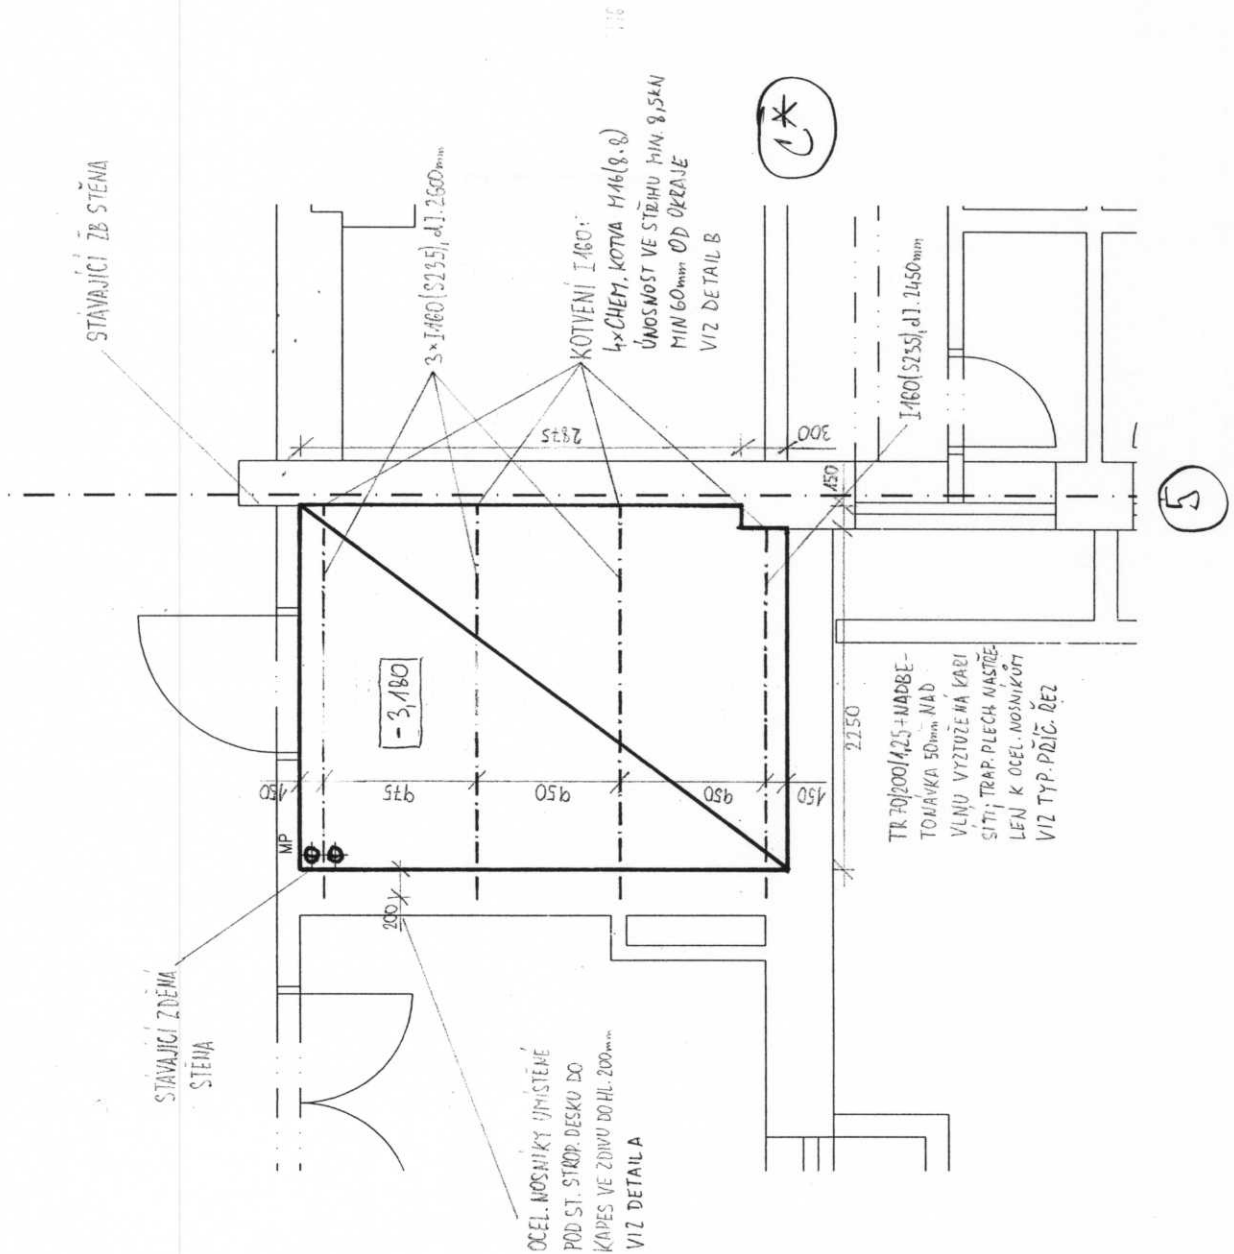 STÁVAJÍCÍ ŽB STĚNA
3×I160(S235), dl. 2600mm
KOTVENÍ I160:
4×CHEM. KOTVA M16(8.8)
ÚNOSNOST VE STŘIHU MIN. 8,5kN
MIN 60mm OD OKRAJE
VIZ DETAIL B
C*
I160(S235), dl. 2450mm
2875
300
150
5
-3,180
150
975
950
950
150
2250
MP
200
STÁVAJÍCÍ ZDĚNÁ
STĚNA
OCEL. NOSNÍKY UMÍSTĚNÉ
POD ST. STROP. DESKU DO
KAPES VE ZDIVU DO HL. 200mm
VIZ DETAIL A
TR 70/200/1,25 + NADBE-
TONÁVKA 50mm NAD
VLNU VYZTUŽENÁ KARI
SÍTÍ; TRAP. PLECH NASTŘE-
LEN K OCEL. NOSNÍKŮM
VIZ TYP. PŘÍČ. ŘEZ